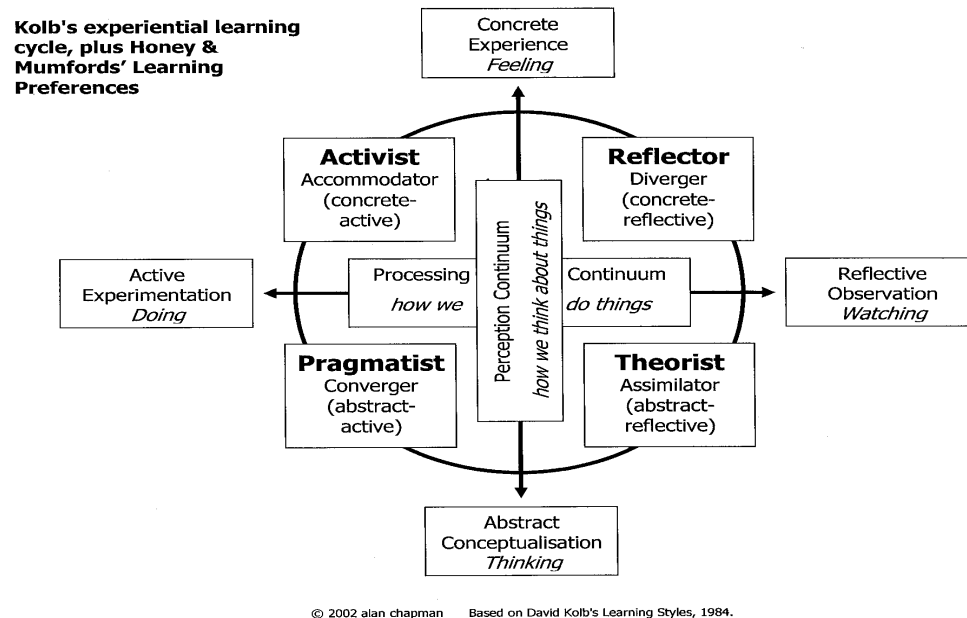 Kolb's experiential learning
cycle, plus Honey &
Mumfords' Learning
Preferences
Concrete
Experience
Feeling
Activist
Accommodator
(concrete-
active)
Reflector
Diverger
(concrete-
reflective)
Active
Experimentation
Doing
Processing
how we
Perception Continuum
how we think about things
Continuum
do things
Reflective
Observation
Watching
Pragmatist
Converger
(abstract-
active)
Theorist
Assimilator
(abstract-
reflective)
Abstract
Conceptualisation
Thinking
© 2002 alan chapman Based on David Kolb's Learning Styles, 1984.